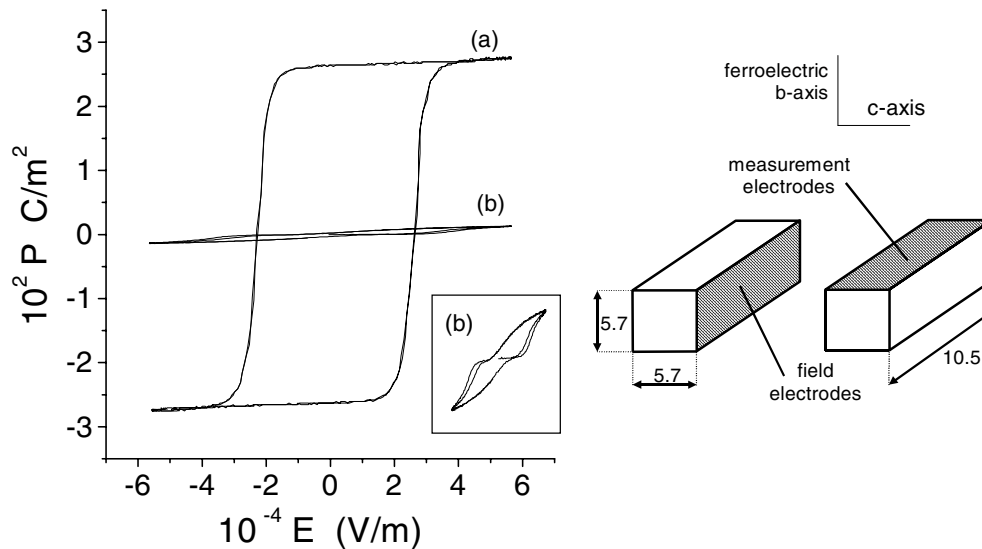 3
2
1
0
-1
-2
-3
10² P C/m²
(a)
(b)
(b)
-6 -4 -2 0 2 4 6
10⁻⁴ E (V/m)
ferroelectric
b-axis
c-axis
measurement
electrodes
5.7
5.7
field
electrodes
10.5